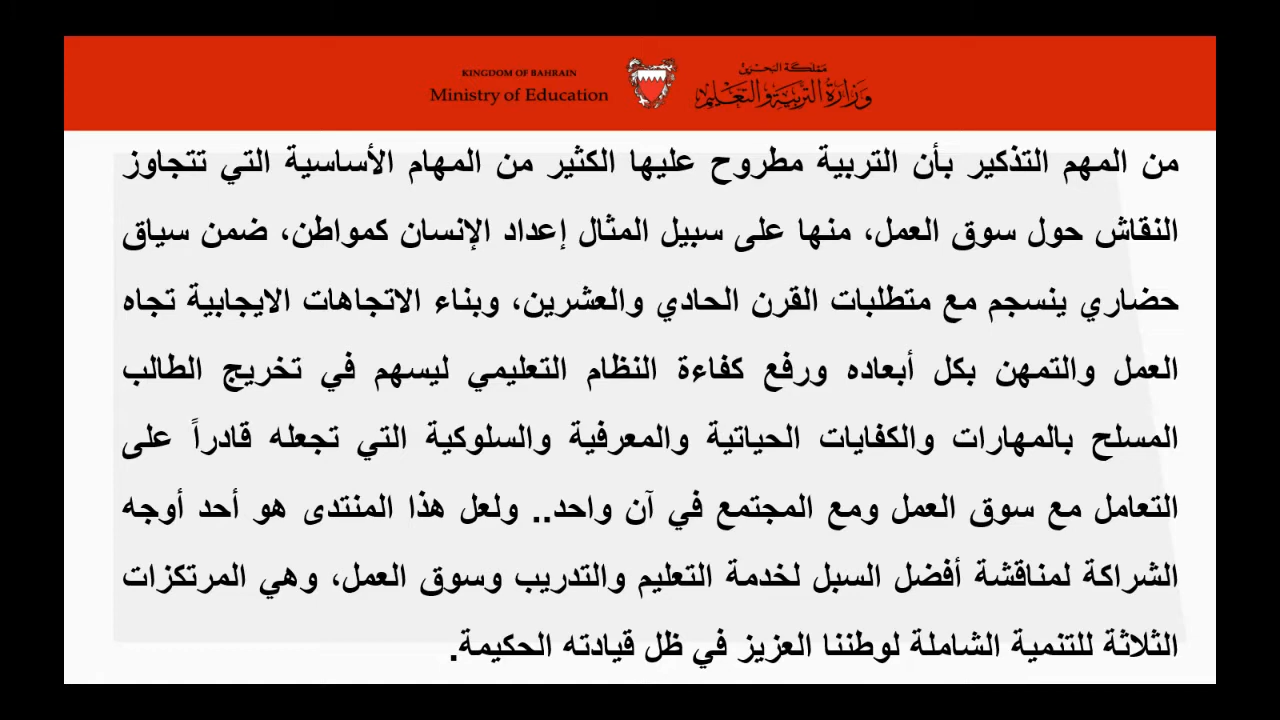 KINGDOM OF BAHRAIN
Ministry of Education
مملكة البحرين
وزارة التربية والتعليم
من المهم التذكير بأن التربية مطروح عليها الكثير من المهام الأساسية التي تتجاوز
النقاش حول سوق العمل، منها على سبيل المثال إعداد الإنسان كمواطن، ضمن سياق
حضاري ينسجم مع متطلبات القرن الحادي والعشرين، وبناء الاتجاهات الايجابية تجاه
العمل والتمهن بكل أبعاده ورفع كفاءة النظام التعليمي ليسهم في تخريج الطالب
المسلح بالمهارات والكفايات الحياتية والمعرفية والسلوكية التي تجعله قادراً على
التعامل مع سوق العمل ومع المجتمع في آن واحد.. ولعل هذا المنتدى هو أحد أوجه
الشراكة لمناقشة أفضل السبل لخدمة التعليم والتدريب وسوق العمل، وهي المرتكزات
الثلاثة للتنمية الشاملة لوطننا العزيز في ظل قيادته الحكيمة.